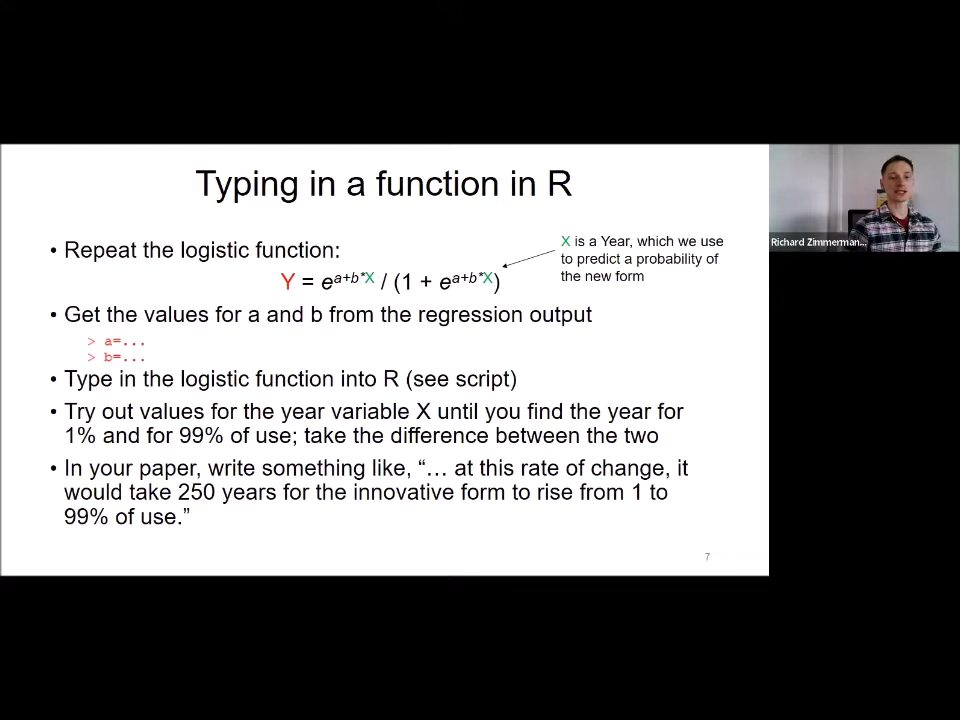 Typing in a function in R
• Repeat the logistic function:
X is a Year, which we use
to predict a probability of
the new form
Y = e^{a+b*X} / (1 + e^{a+b*X})
• Get the values for a and b from the regression output
> a=...
> b=...
• Type in the logistic function into R (see script)
• Try out values for the year variable X until you find the year for
1% and for 99% of use; take the difference between the two
• In your paper, write something like, “… at this rate of change, it
would take 250 years for the innovative form to rise from 1 to
99% of use.”
7
Richard Zimmerman...